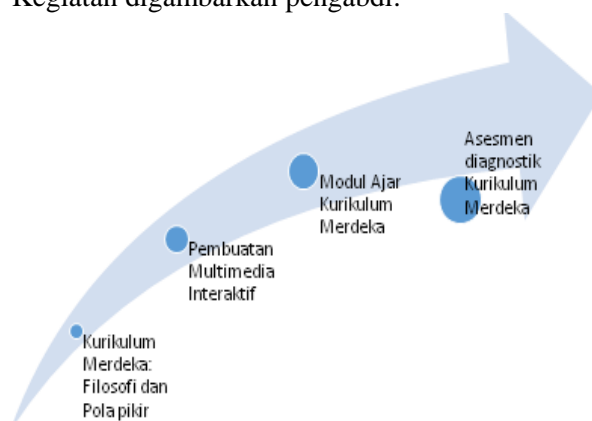 Kegiatan digambarkan pengabdi:
Asesmen
diagnostik
Kurikulum
Merdeka
Modul Ajar
Kurikulum
Merdeka
Pembuatan
Multimedia
Interaktif
Kurikulum
Merdeka:
Filosofi dan
Pola pikir